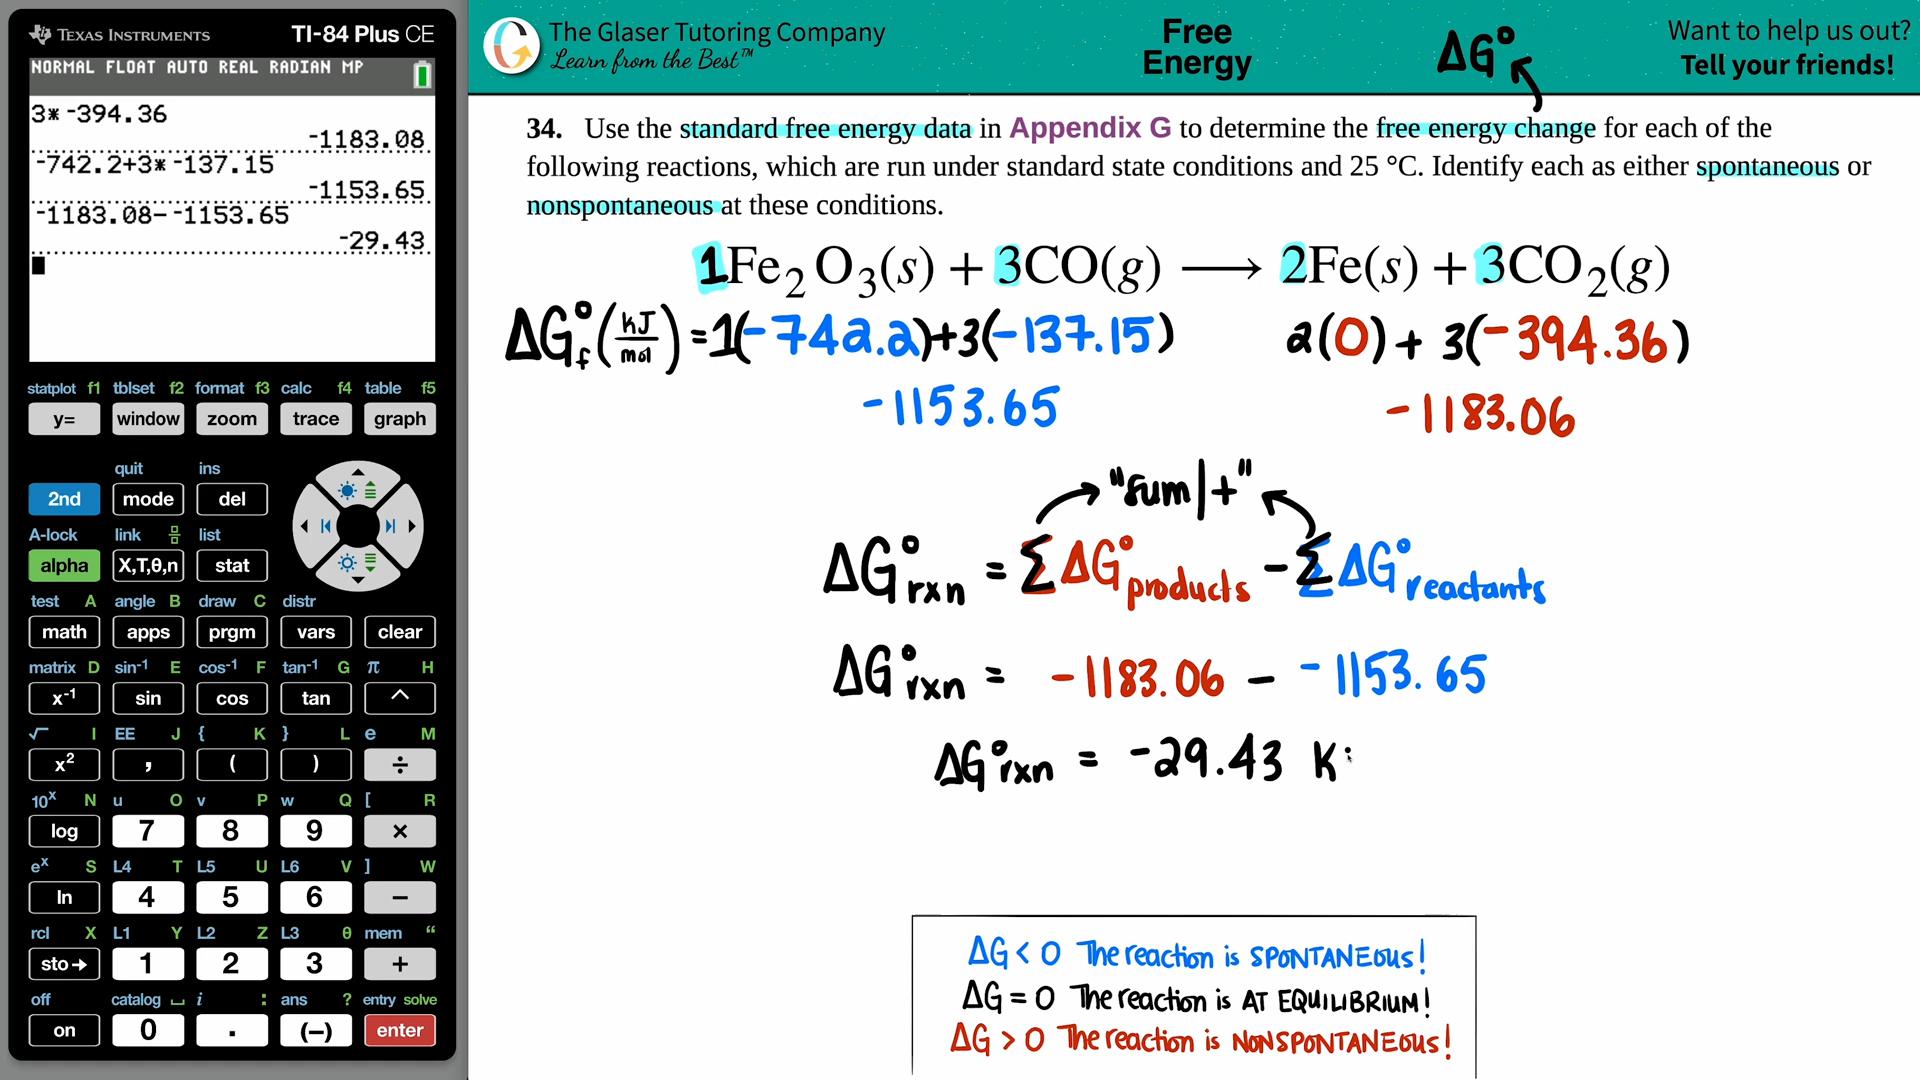 TEXAS INSTRUMENTS TI-84 Plus CE
NORMAL FLOAT AUTO REAL RADIAN MP
3*-394.36
-1183.08
-742.2+3*-137.15
-1153.65
-1183.08--1153.65
-29.43
statplot f1 tblset f2 format f3 calc f4 table f5
y= window zoom trace graph
quit ins
2nd mode del
A-lock link list
alpha X,T,θ,n stat
test A angle B draw C distr
math apps prgm vars clear
matrix D sin⁻¹ E cos⁻¹ F tan⁻¹ G π H
x⁻¹ sin cos tan ^
√ I EE J { K } L e M
x² , ( ) ÷
10ˣ N u O v P w Q [ R
log 7 8 9 ×
eˣ S L4 T L5 U L6 V ] W
ln 4 5 6 −
rcl X L1 Y L2 Z L3 θ mem "
sto→ 1 2 3 +
off catalog ⎵ i : ans ? entry solve
on 0 . (−) enter
The Glaser Tutoring Company
Learn from the Best™
Free
Energy
ΔG°
Want to help us out?
Tell your friends!
34. Use the standard free energy data in Appendix G to determine the free energy change for each of the
following reactions, which are run under standard state conditions and 25 °C. Identify each as either spontaneous or
nonspontaneous at these conditions.
1Fe₂O₃(s) + 3CO(g) ⟶ 2Fe(s) + 3CO₂(g)
ΔG°f (kJ/mol) = 1(-742.2)+3(-137.15) 2(0) + 3(-394.36)
-1153.65 -1183.06
"sum|+"
ΔG°rxn = ΣΔG°products − ΣΔG°reactants
ΔG°rxn = -1183.06 − -1153.65
ΔG°rxn = -29.43 K
ΔG < 0 The reaction is SPONTANEOUS!
ΔG = 0 The reaction is AT EQUILIBRIUM!
ΔG > 0 The reaction is NONSPONTANEOUS!